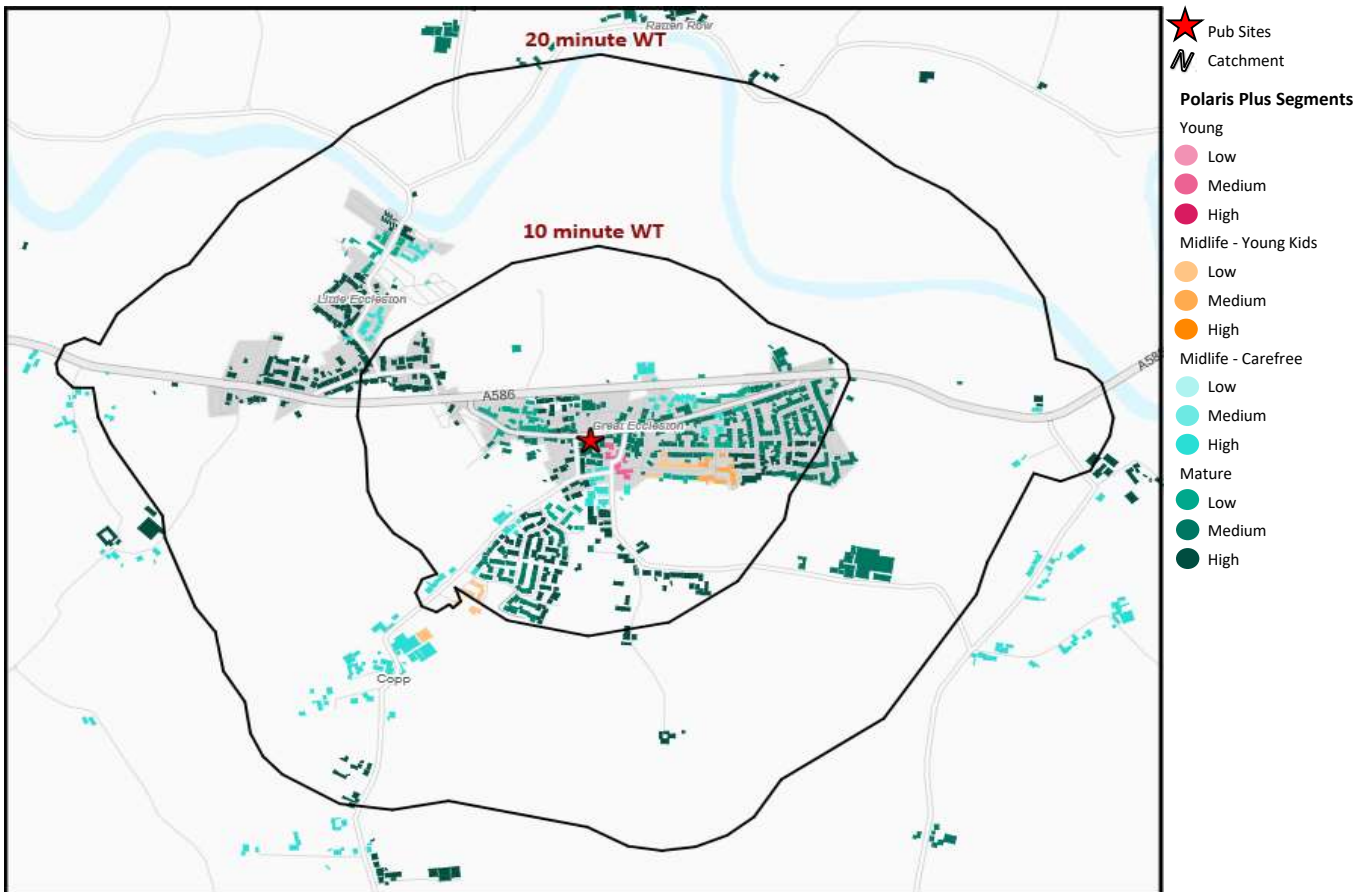 Ratten Row
20 minute WT
10 minute WT
Little Eccleston
A586
A586
Great Eccleston
Copp
Pub Sites
Catchment
Polaris Plus Segments
Young
Low
Medium
High
Midlife - Young Kids
Low
Medium
High
Midlife - Carefree
Low
Medium
High
Mature
Low
Medium
High